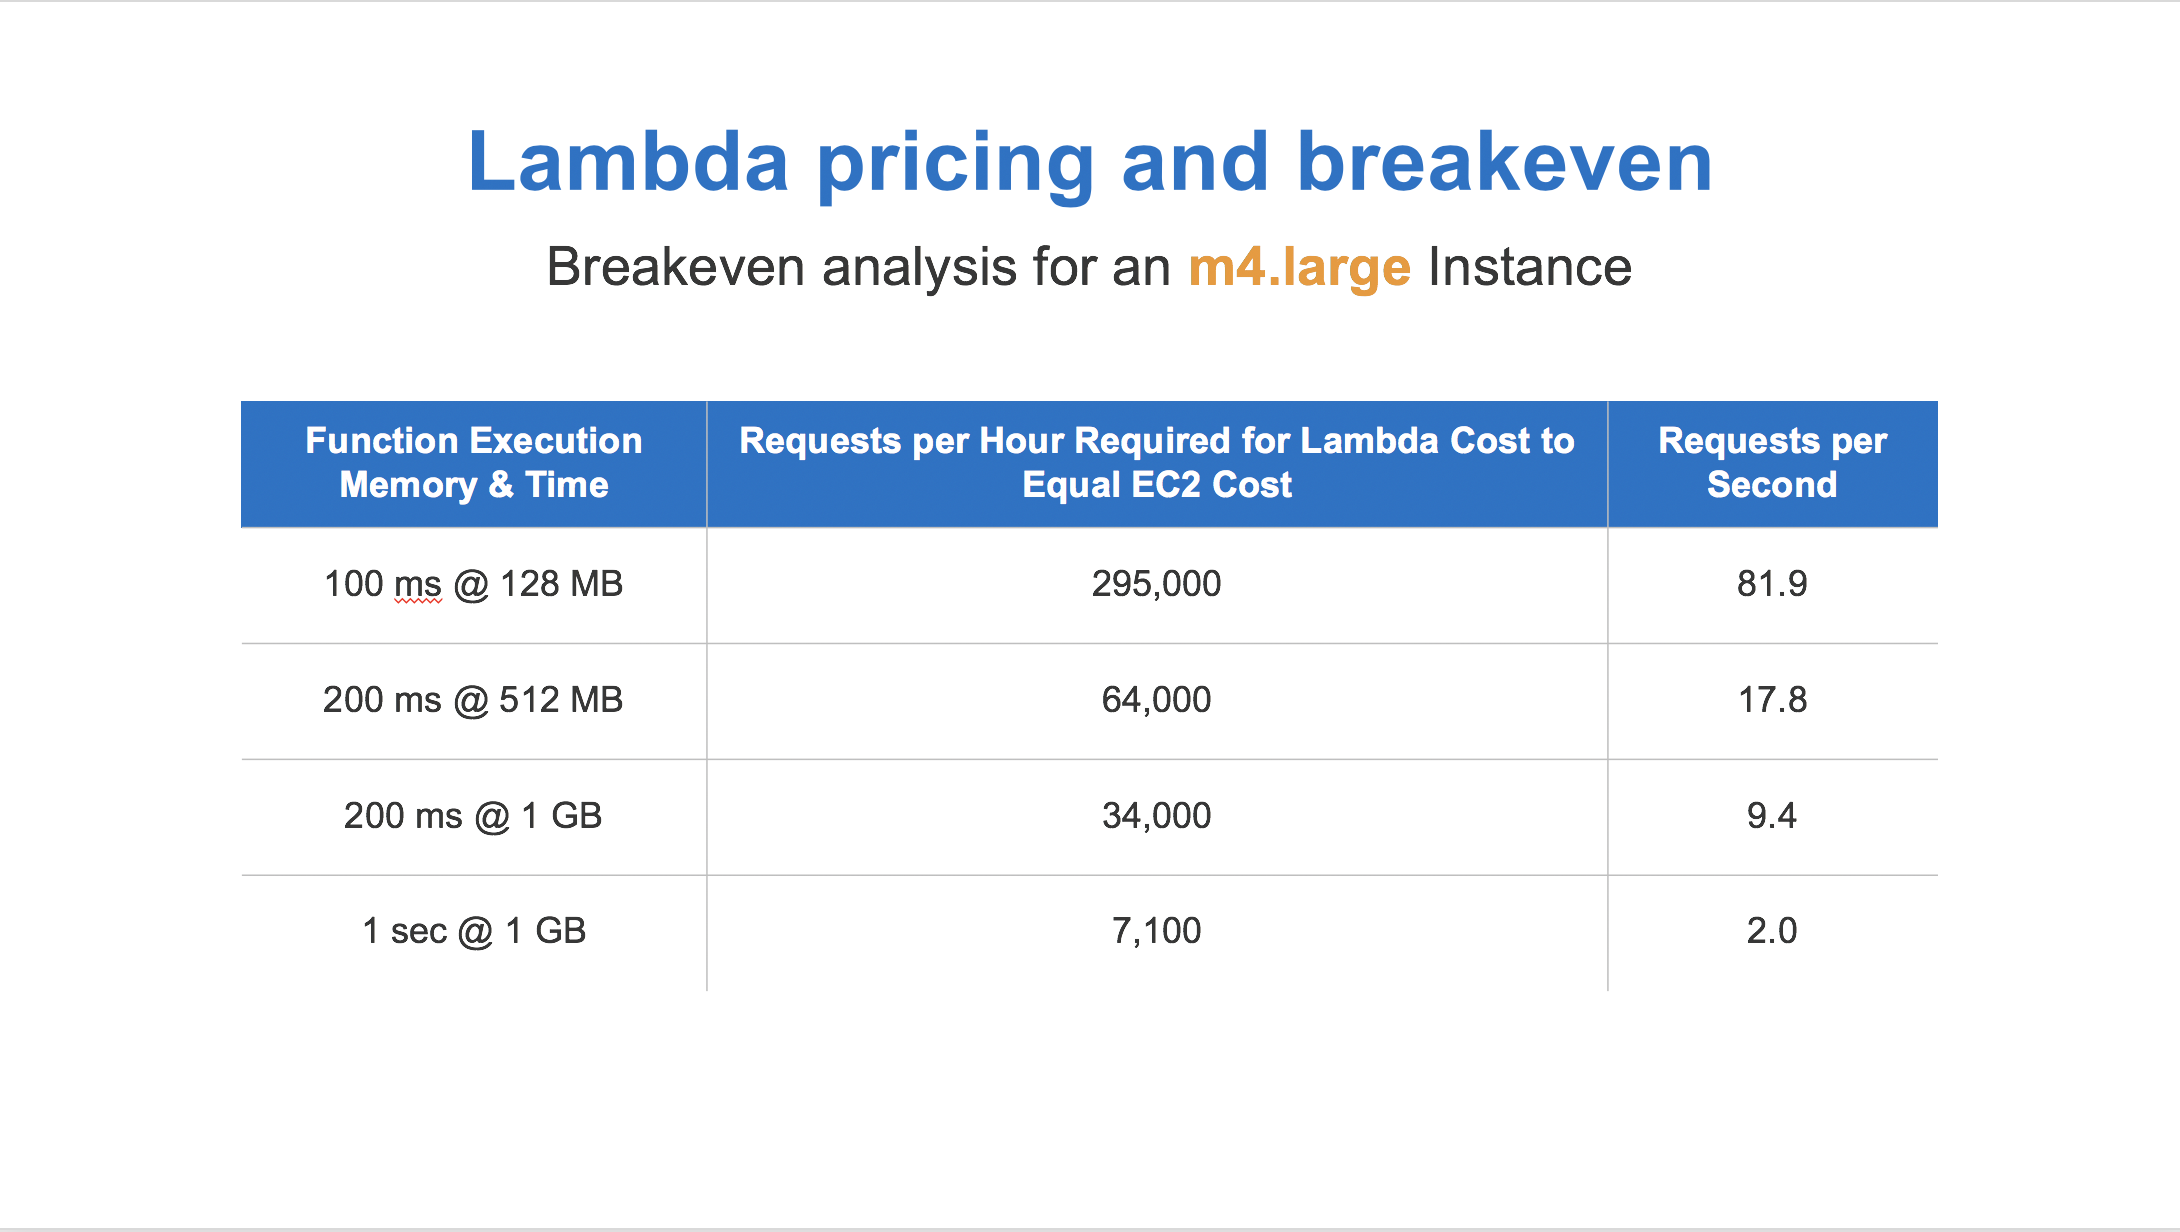 Lambda pricing and breakeven
Breakeven analysis for an m4.large Instance
Function Execution
Memory & Time
Requests per Hour Required for Lambda Cost to
Equal EC2 Cost
Requests per
Second
100 ms @ 128 MB
295,000
81.9
200 ms @ 512 MB
64,000
17.8
200 ms @ 1 GB
34,000
9.4
1 sec @ 1 GB
7,100
2.0